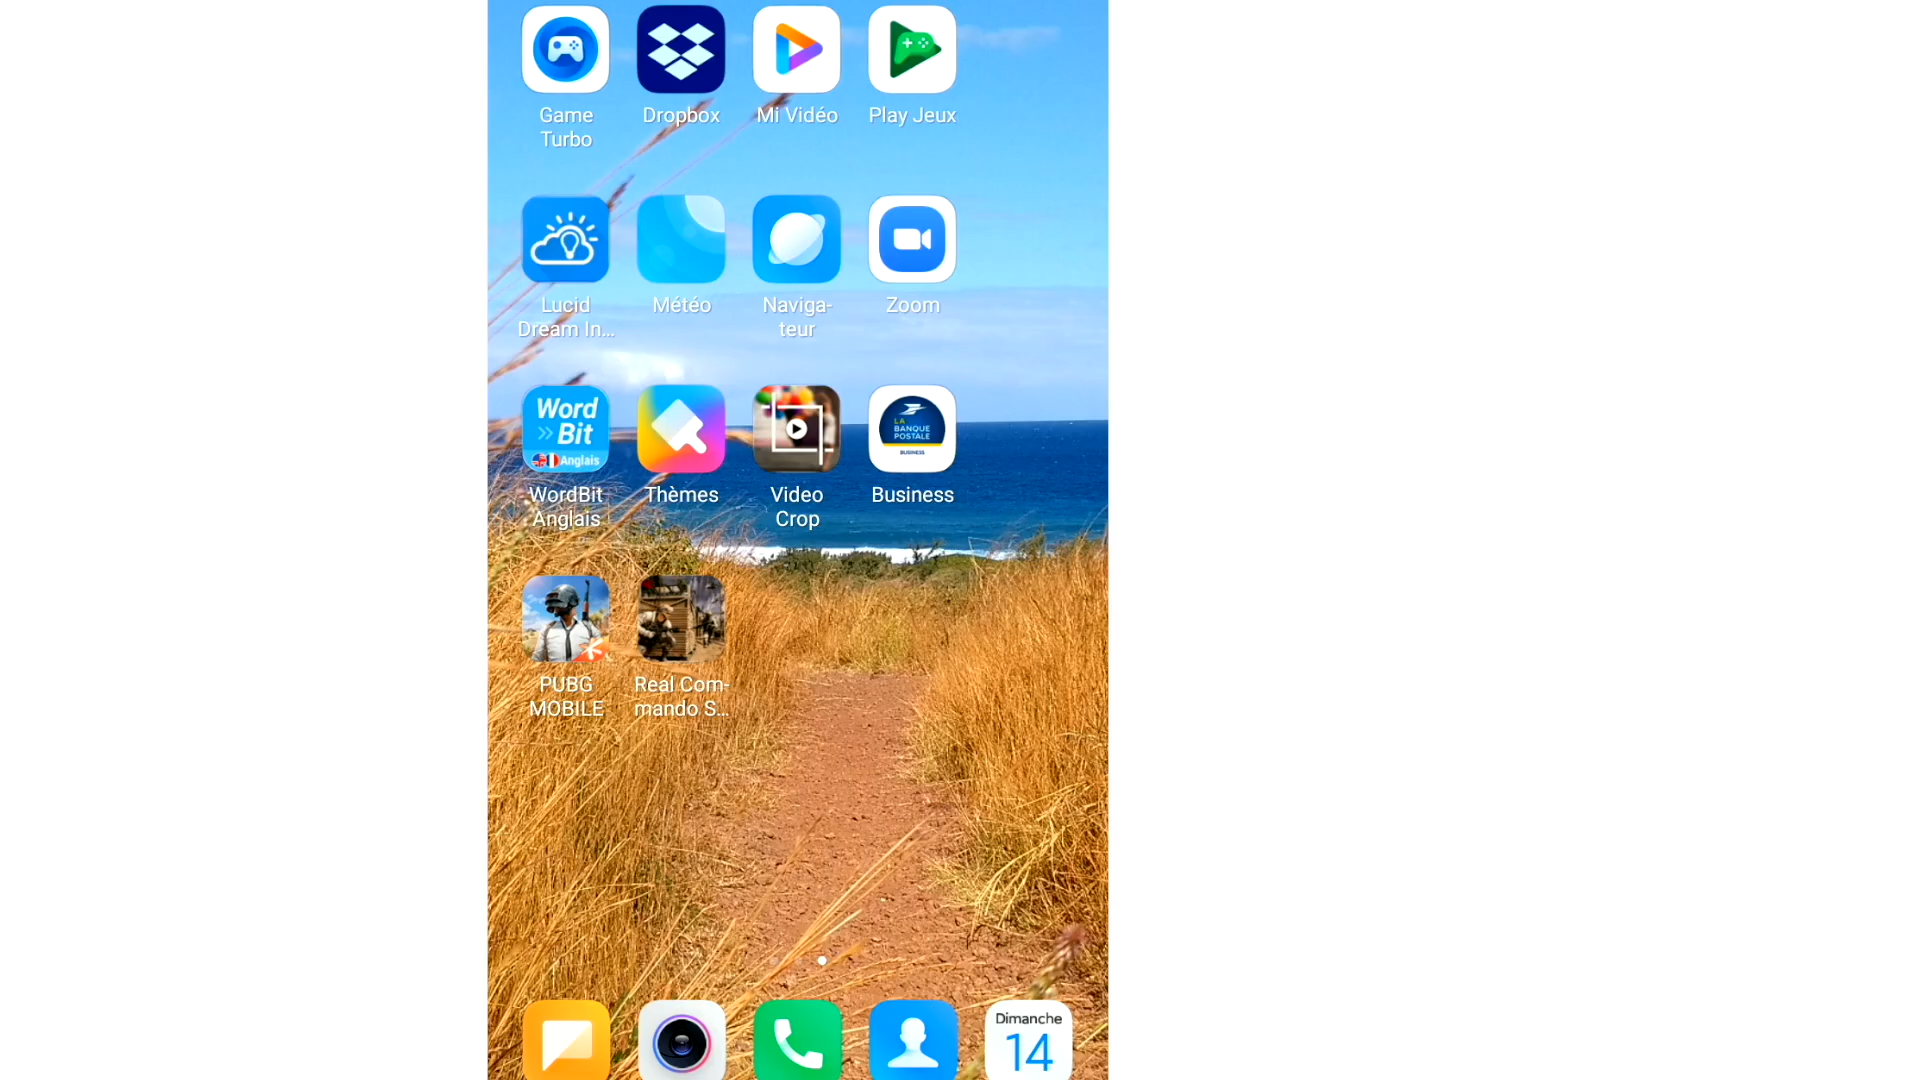 Game
Turbo
Dropbox
Mi Vidéo
Play Jeux
Lucid
Dream In...
Météo
Naviga-
teur
Zoom
Word
Bit
Anglais
LA
BANQUE
POSTALE
BUSINESS
WordBit
Anglais
Thèmes
Video
Crop
Business
PUBG
MOBILE
Real Com-
mando S...
Dimanche
14